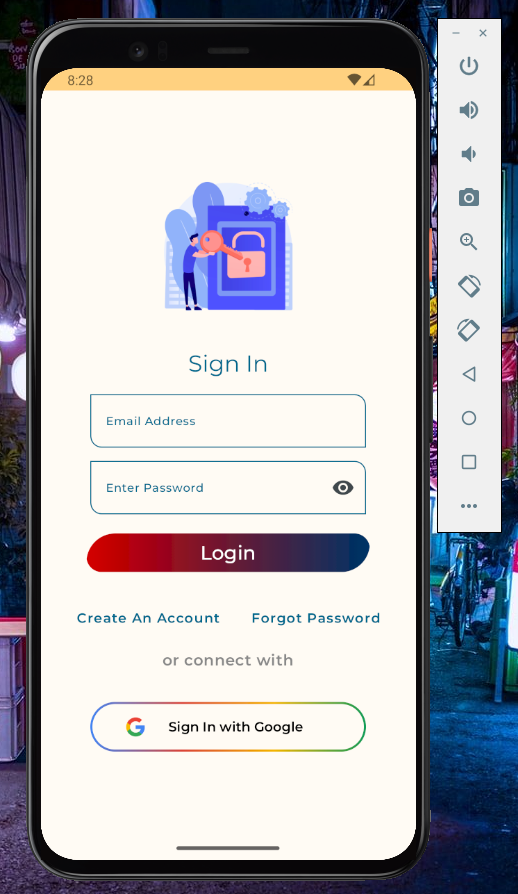 8:28
Sign In
Email Address
Enter Password
Login
Create An Account Forgot Password
or connect with
Sign In with Google